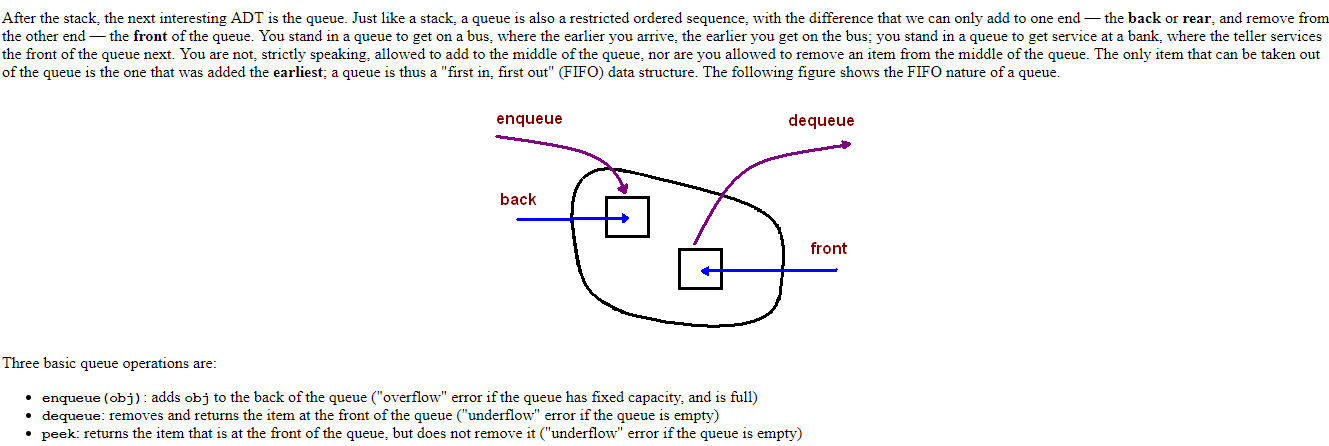 After the stack, the next interesting ADT is the queue. Just like a stack, a queue is also a restricted ordered sequence, with the difference that we can only add to one end — the back or rear, and remove from
the other end — the front of the queue. You stand in a queue to get on a bus, where the earlier you arrive, the earlier you get on the bus; you stand in a queue to get service at a bank, where the teller services
the front of the queue next. You are not, strictly speaking, allowed to add to the middle of the queue, nor are you allowed to remove an item from the middle of the queue. The only item that can be taken out
of the queue is the one that was added the earliest; a queue is thus a "first in, first out" (FIFO) data structure. The following figure shows the FIFO nature of a queue.
enqueue
dequeue
back
front
Three basic queue operations are:
• enqueue(obj): adds obj to the back of the queue ("overflow" error if the queue has fixed capacity, and is full)
• dequeue: removes and returns the item at the front of the queue ("underflow" error if the queue is empty)
• peek: returns the item that is at the front of the queue, but does not remove it ("underflow" error if the queue is empty)